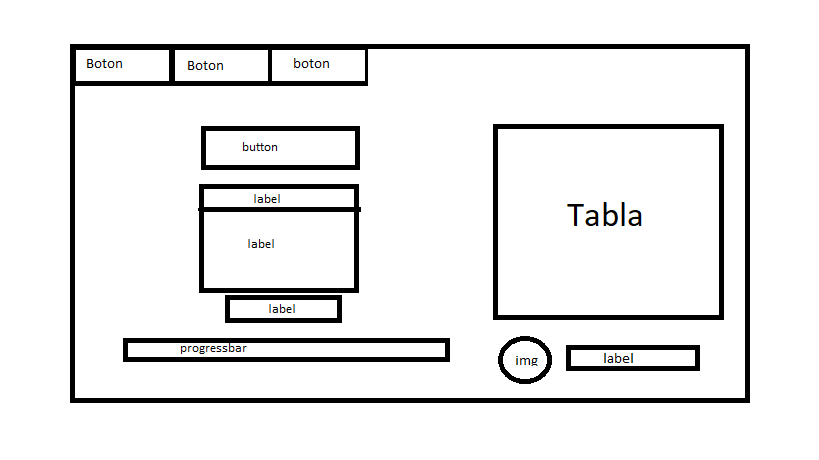 Boton
Boton
boton
button
label
label
label
progressbar
Tabla
img
label